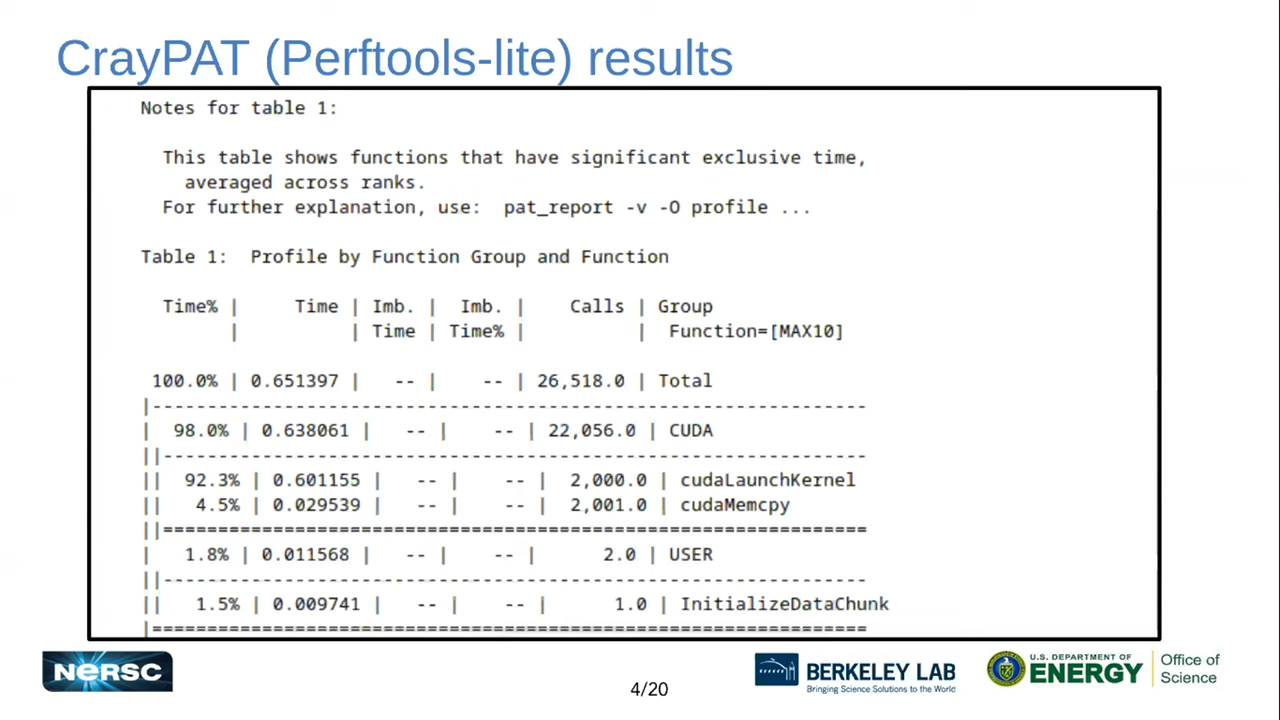 CrayPAT (Perftools-lite) results
Notes for table 1:
This table shows functions that have significant exclusive time,
averaged across ranks.
For further explanation, use:  pat_report -v -O profile ...
Table 1:  Profile by Function Group and Function
Time% |     Time | Imb. |  Imb. |    Calls | Group
      |          | Time | Time% |          |  Function=[MAX10]
100.0% | 0.651397 |   -- |    -- | 26,518.0 | Total
|-----------------------------------------------------------------
|  98.0% | 0.638061 |   -- |    -- | 22,056.0 | CUDA
||----------------------------------------------------------------
||  92.3% | 0.601155 |   -- |    -- |  2,000.0 | cudaLaunchKernel
||   4.5% | 0.029539 |   -- |    -- |  2,001.0 | cudaMemcpy
||================================================================
|   1.8% | 0.011568 |   -- |    -- |      2.0 | USER
||----------------------------------------------------------------
||   1.5% | 0.009741 |   -- |    -- |      1.0 | InitializeDataChunk
|=================================================================
NERSC
BERKELEY LAB
Bringing Science Solutions to the World
U.S. DEPARTMENT OF
ENERGY
Office of
Science
4/20